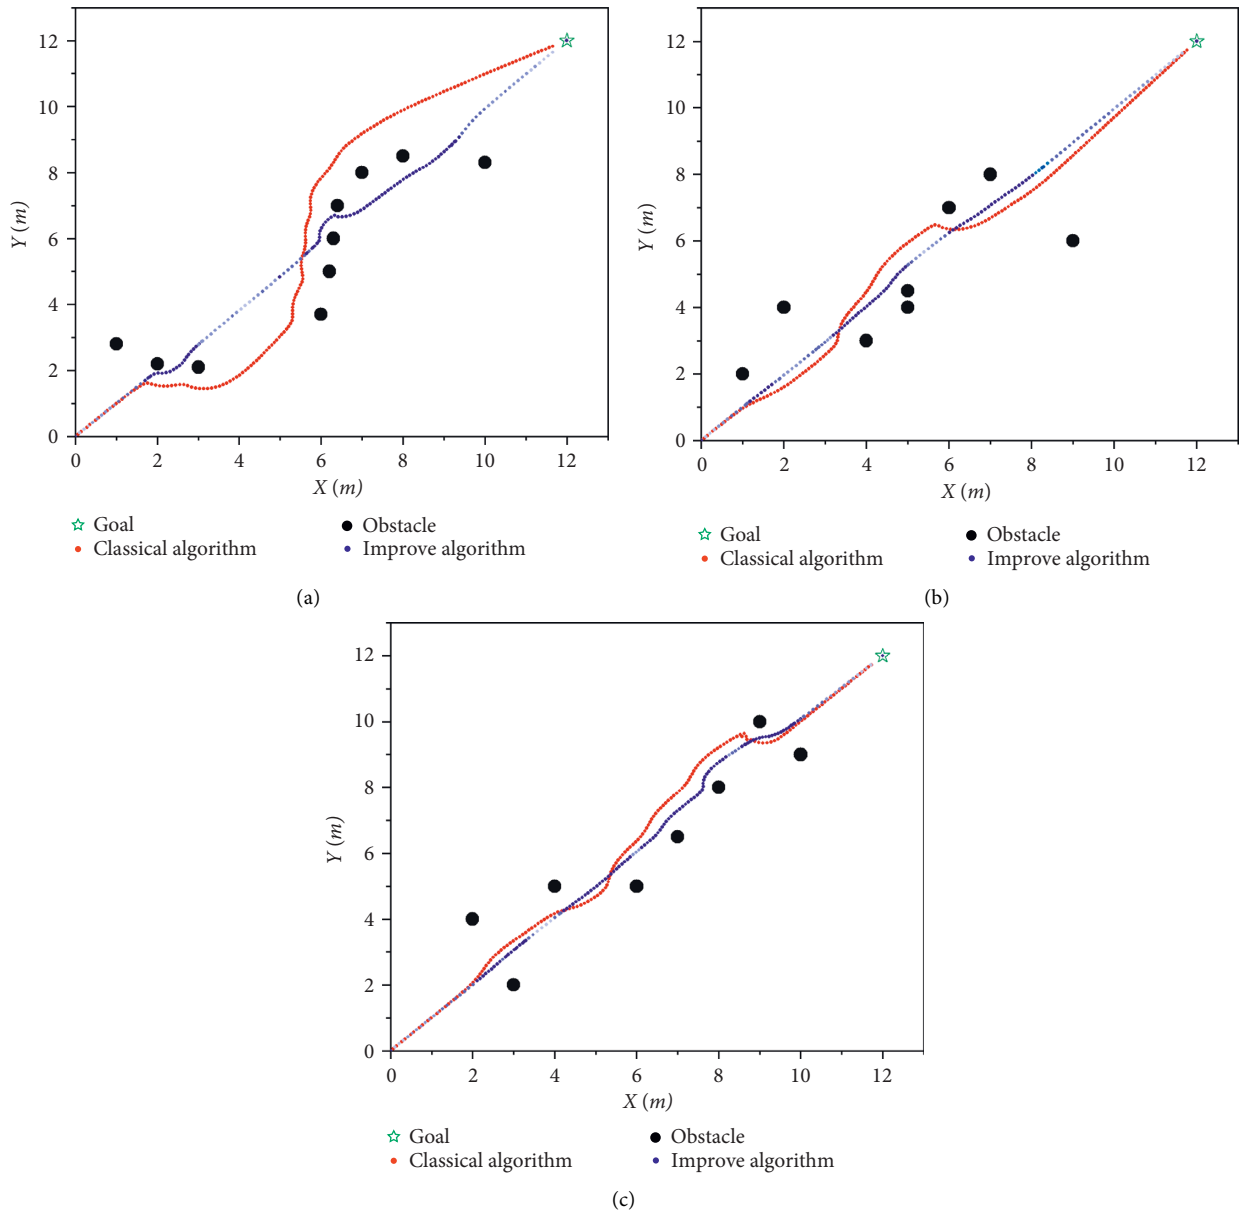 12
10
8
6
4
2
0
Y (m)
0 2 4 6 8 10 12
X (m)
Goal
Obstacle
Classical algorithm
Improve algorithm
(a)
12
10
8
6
4
2
0
Y (m)
0 2 4 6 8 10 12
X (m)
Goal
Obstacle
Classical algorithm
Improve algorithm
(b)
12
10
8
6
4
2
0
Y (m)
0 2 4 6 8 10 12
X (m)
Goal
Obstacle
Classical algorithm
Improve algorithm
(c)